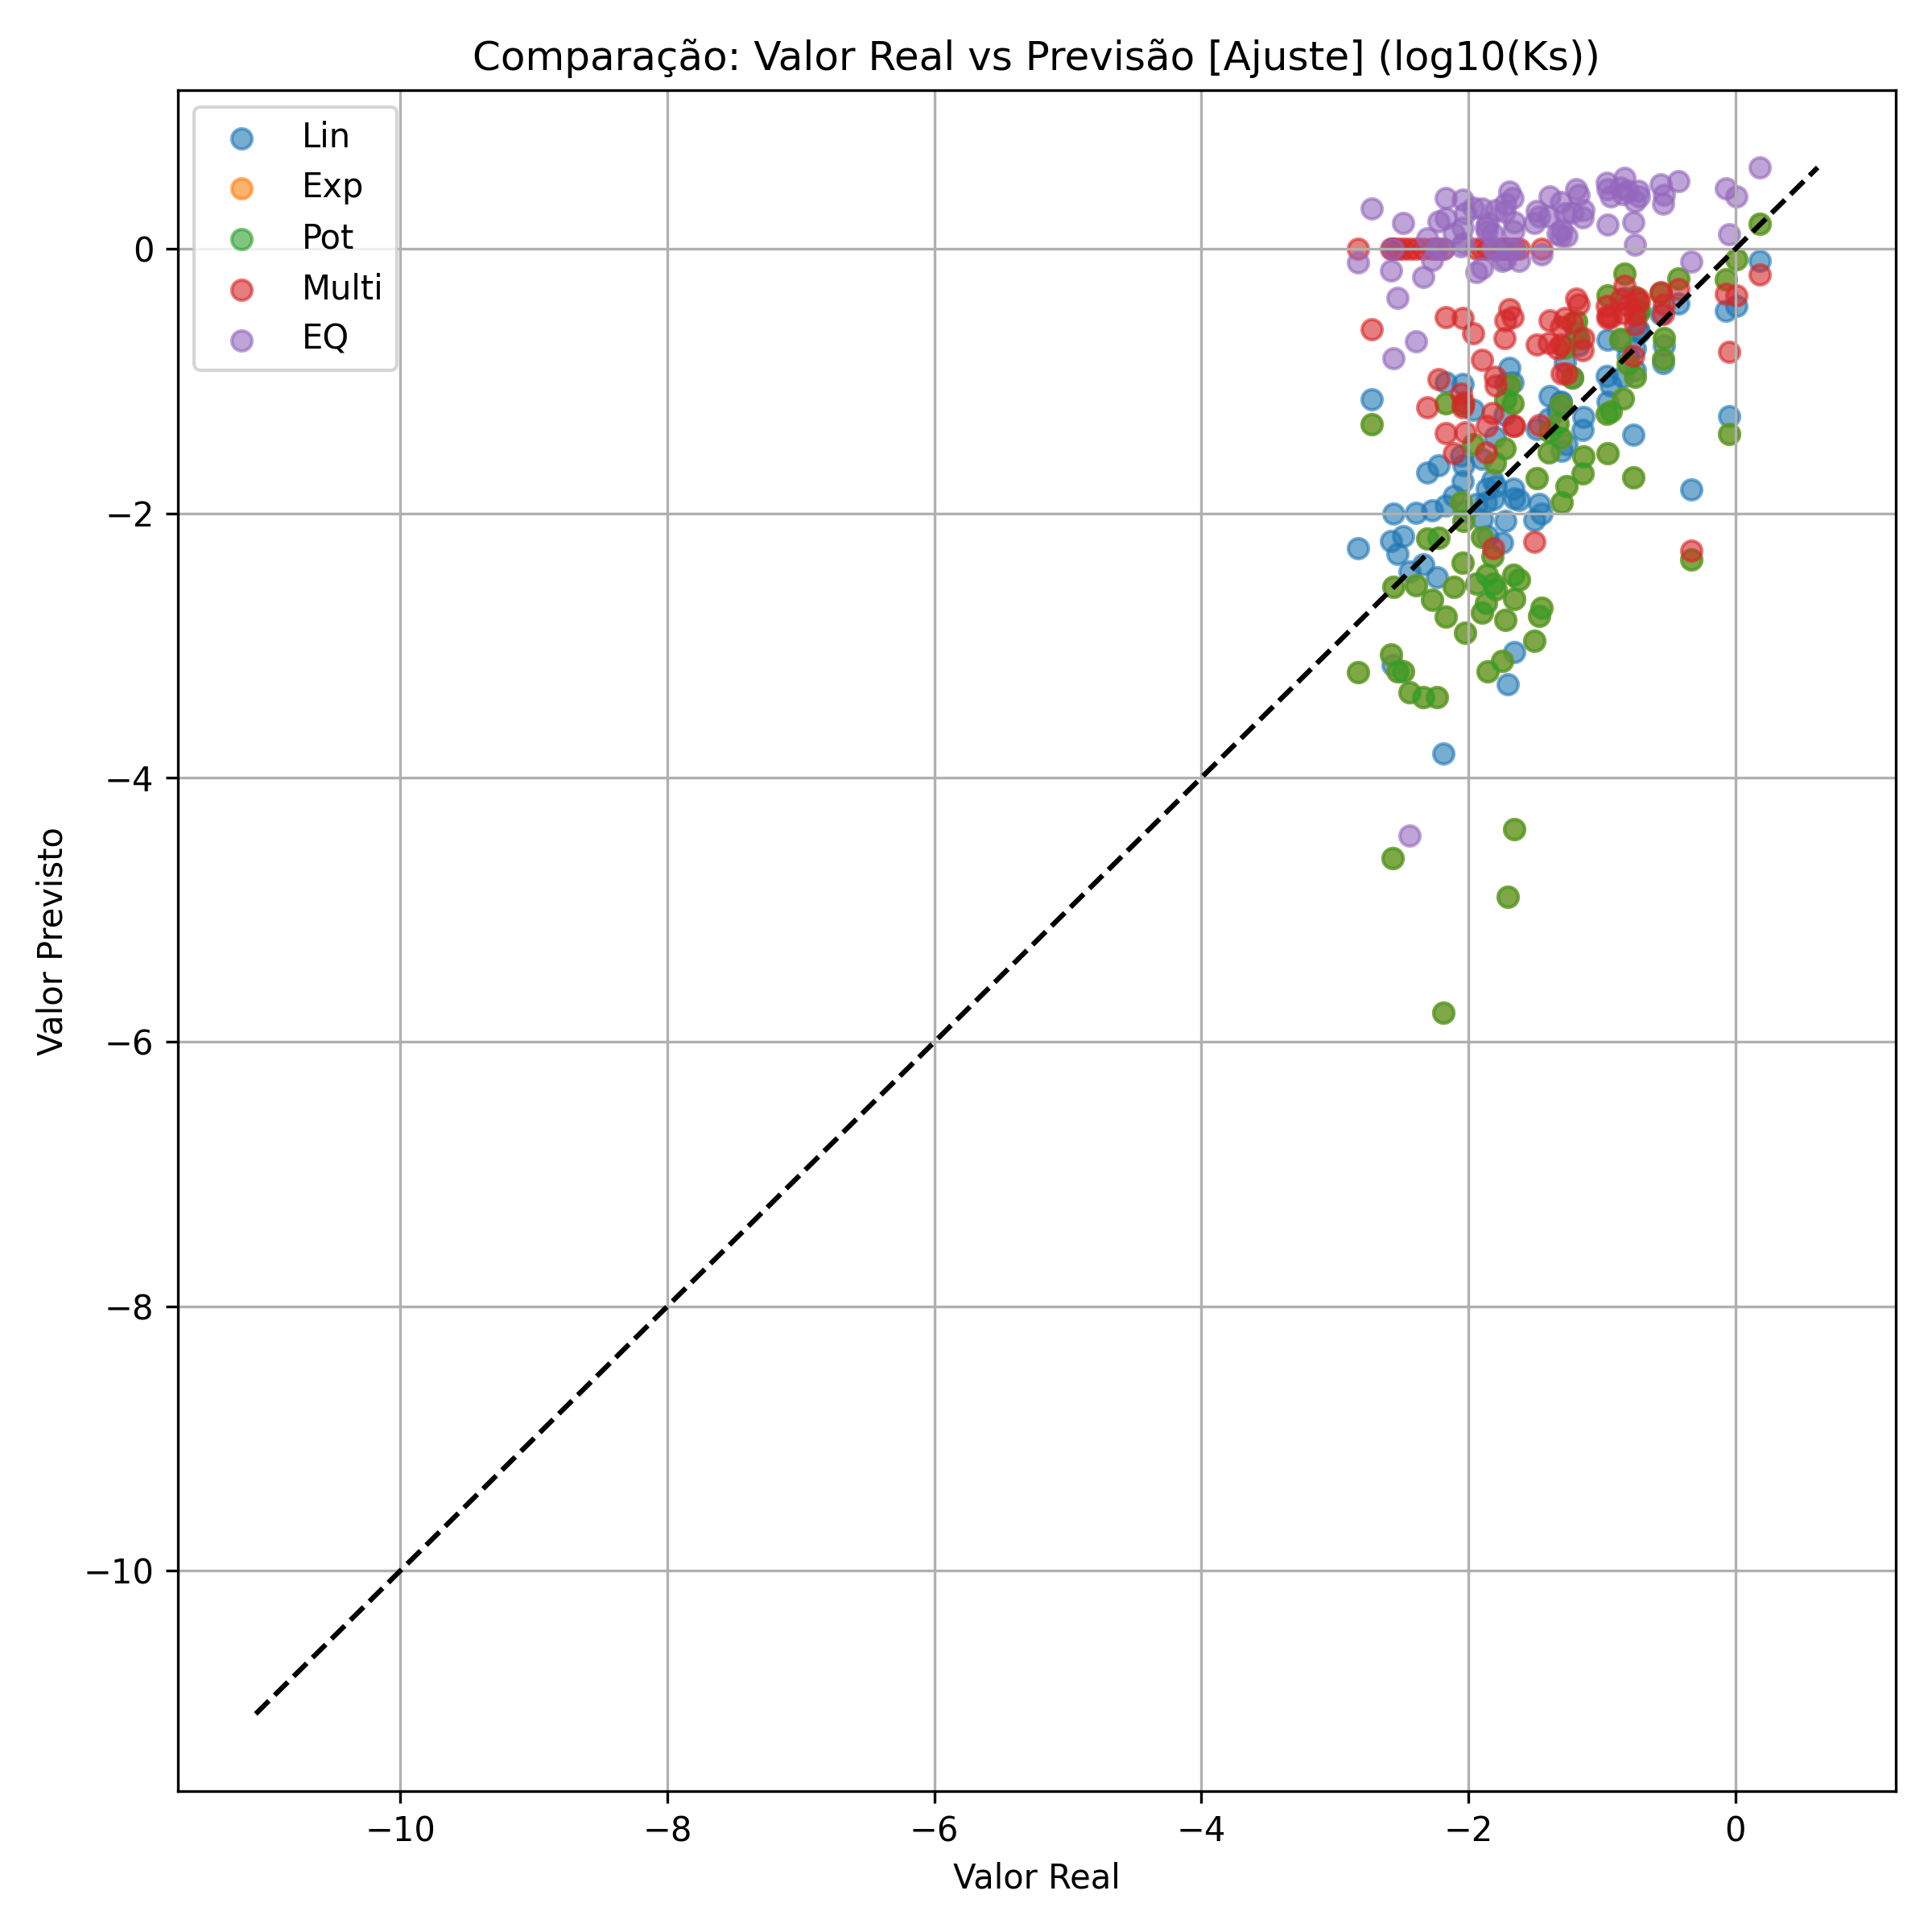 Comparação: Valor Real vs Previsão [Ajuste] (log10(Ks))
Lin
Exp
Pot
Multi
EQ
0
−2
−4
−6
−8
−10
Valor Previsto
−10 −8 −6 −4 −2 0
Valor Real